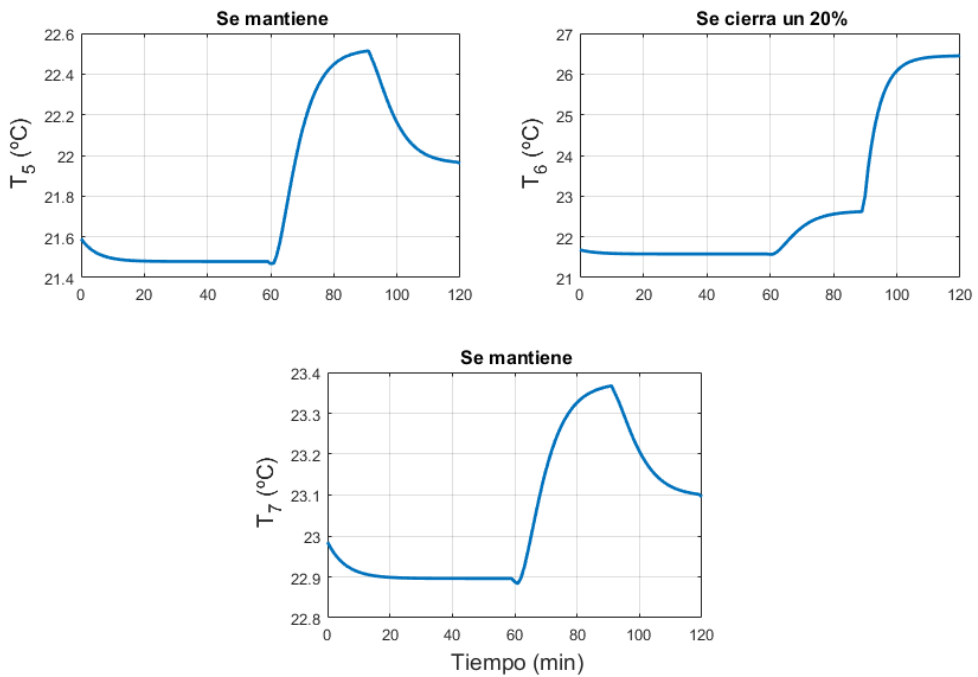 Se mantiene
22.6
22.4
22.2
22
21.8
21.6
21.4
T5 (ºC)
0 20 40 60 80 100 120
Se cierra un 20%
27
26
25
24
23
22
21
T6 (ºC)
0 20 40 60 80 100 120
Se mantiene
23.4
23.3
23.2
23.1
23
22.9
22.8
T7 (ºC)
0 20 40 60 80 100 120
Tiempo (min)